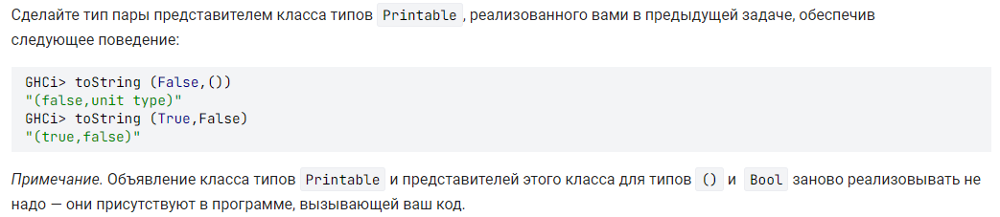 Сделайте тип пары представителем класса типов Printable, реализованного вами в предыдущей задаче, обеспечив
следующее поведение:
GHCi> toString (False,())
"(false,unit type)"
GHCi> toString (True,False)
"(true,false)"
Примечание. Объявление класса типов Printable и представителей этого класса для типов () и Bool заново реализовывать не
надо — они присутствуют в программе, вызывающей ваш код.